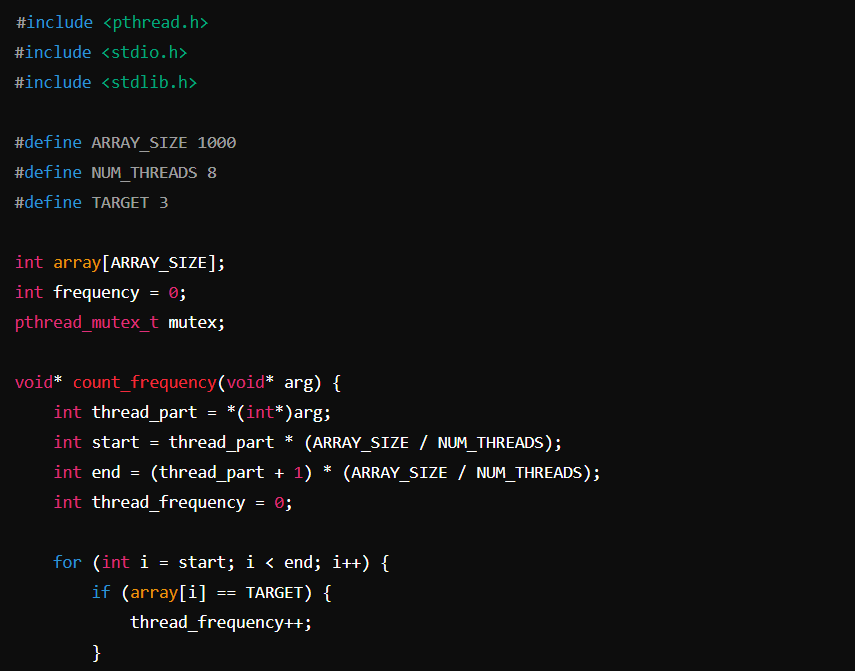 #include <pthread.h>
#include <stdio.h>
#include <stdlib.h>

#define ARRAY_SIZE 1000
#define NUM_THREADS 8
#define TARGET 3

int array[ARRAY_SIZE];
int frequency = 0;
pthread_mutex_t mutex;

void* count_frequency(void* arg) {
    int thread_part = *(int*)arg;
    int start = thread_part * (ARRAY_SIZE / NUM_THREADS);
    int end = (thread_part + 1) * (ARRAY_SIZE / NUM_THREADS);
    int thread_frequency = 0;

    for (int i = start; i < end; i++) {
        if (array[i] == TARGET) {
            thread_frequency++;
        }